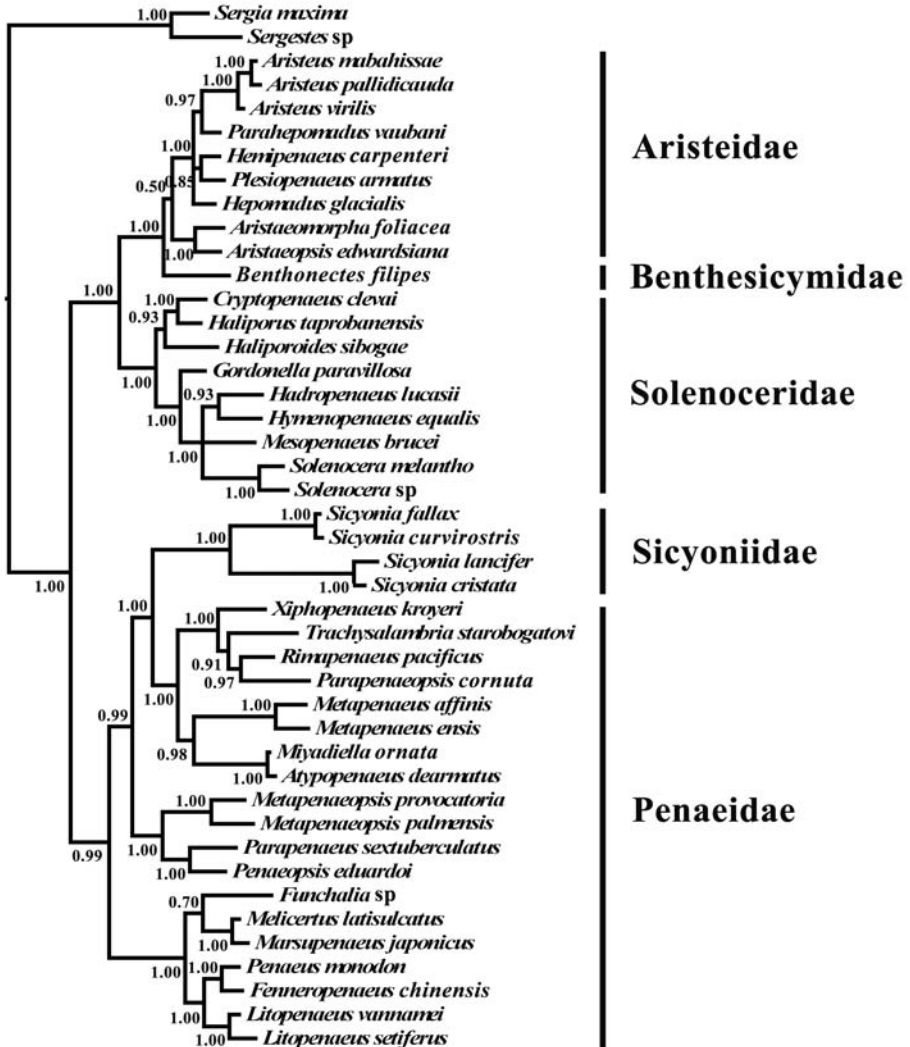 1.00
Sergia maxima
Sergestes sp
1.00
Aristeus mabahissae
1.00
Aristeus pallidicauda
Aristeus virilis
0.97
Parahepomadus vaubani
1.00
Hemipenaeus carpenteri
Aristeidae
0.50
0.85
Plesiopenaeus armatus
Hepomadus glacialis
1.00
Aristaeomorpha foliacea
1.00
Aristaeopsis edwardsiana
Benthonectes filipes
Benthesicymidae
1.00
1.00
Cryptopenaeus clevai
0.93
Haliporus taprobanensis
Haliporoides sibogae
1.00
Gordonella paravillosa
0.93
Hadropenaeus lucasii
Solenoceridae
1.00
Hymenopenaeus equalis
Mesopenaeus brucei
1.00
Solenocera melantho
1.00
Solenocera sp
1.00
Sicyonia fallax
1.00
Sicyonia curvirostris
Sicyoniidae
Sicyonia lancifer
1.00
1.00
Sicyonia cristata
1.00
1.00
Xiphopenaeus kroyeri
Trachysalambria starobogatovi
0.91
Rimapenaeus pacificus
0.97
Parapenaeopsis cornuta
1.00
1.00
Metapenaeus affinis
0.99
Metapenaeus ensis
0.98
Miyadiella ornata
1.00
Atypopenaeus dearmatus
1.00
Metapenaeopsis provocatoria
Penaeidae
Metapenaeopsis palmensis
0.99
1.00
Parapenaeus sextuberculatus
1.00
Penaeopsis eduardoi
0.70
Funchalia sp
Melicertus latisulcatus
1.00
Marsupenaeus japonicus
1.00
1.00
Penaeus monodon
Fenneropenaeus chinensis
1.00
Litopenaeus vannamei
1.00
Litopenaeus setiferus